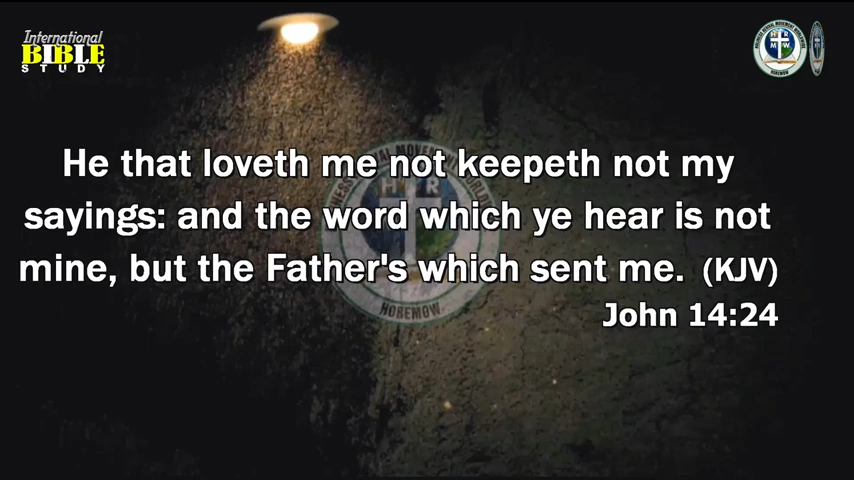 International
BIBLE
STUDY
H R
M W
HOREMOW
He that loveth me not keepeth not my
sayings: and the word which ye hear is not
mine, but the Father's which sent me. (KJV)
John 14:24
HOREMOW